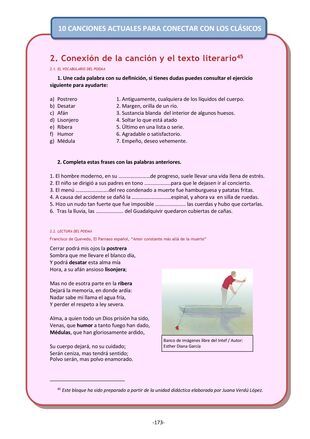 10 CANCIONES ACTUALES PARA CONECTAR CON LOS CLÁSICOS
2. Conexión de la canción y el texto literario45
2.1. EL VOCABULARIO DEL POEMA
1. Une cada palabra con su definición, si tienes dudas puedes consultar el ejercicio
siguiente para ayudarte:
a) Postrero 1. Antiguamente, cualquiera de los líquidos del cuerpo.
b) Desatar 2. Margen, orilla de un río.
c) Afán 3. Sustancia blanda del interior de algunos huesos.
d) Lisonjero 4. Soltar lo que está atado
e) Ribera 5. Último en una lista o serie.
f) Humor 6. Agradable o satisfactorio.
g) Médula 7. Empeño, deseo vehemente.
2. Completa estas frases con las palabras anteriores.
1. El hombre moderno, en su ........................de progreso, suele llevar una vida llena de estrés.
2. El niño se dirigió a sus padres en tono ....................para que le dejasen ir al concierto.
3. El menú .........................del reo condenado a muerte fue hamburguesa y patatas fritas.
4. A causa del accidente se dañó la ..............................espinal, y ahora va en silla de ruedas.
5. Hizo un nudo tan fuerte que fue imposible ....................... las cuerdas y hubo que cortarlas.
6. Tras la lluvia, las ..................... del Guadalquivir quedaron cubiertas de cañas.
2.2. LECTURA DEL POEMA
Francisco de Quevedo, El Parnaso español, "Amor constante más allá de la muerte"
Cerrar podrá mis ojos la postrera
Sombra que me llevare el blanco día,
Y podrá desatar esta alma mía
Hora, a su afán ansioso lisonjera;
Mas no de esotra parte en la ribera
Dejará la memoria, en donde ardía:
Nadar sabe mi llama el agua fría,
Y perder el respeto a ley severa.
Alma, a quien todo un Dios prisión ha sido,
Venas, que humor a tanto fuego han dado,
Médulas, que han gloriosamente ardido,
Su cuerpo dejará, no su cuidado;
Serán ceniza, mas tendrá sentido;
Polvo serán, mas polvo enamorado.
Banco de imágenes libre del Intef / Autor:
Esther Diana García
45 Este bloque ha sido preparado a partir de la unidad didáctica elaborada por Juana Verdú López.
-173-